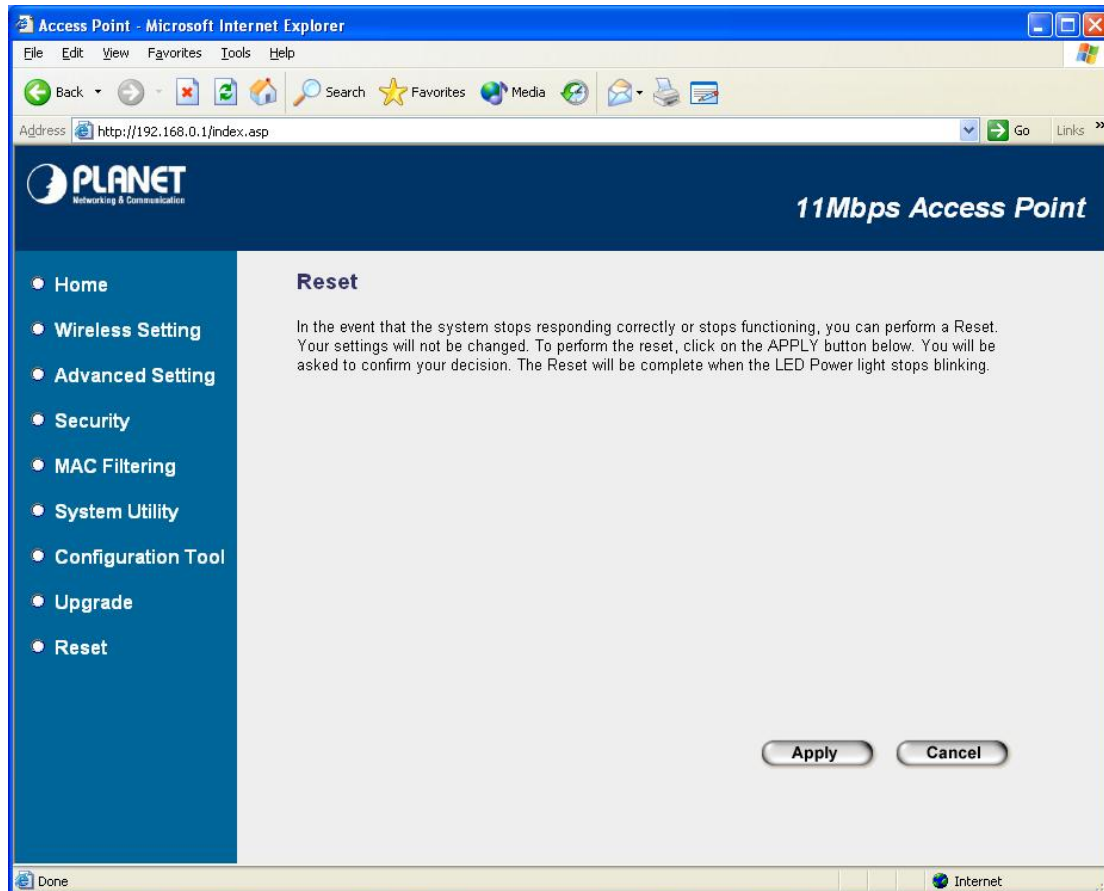 Access Point - Microsoft Internet Explorer
File Edit View Favorites Tools Help
Back Search Favorites Media
Address http://192.168.0.1/index.asp Go Links »
PLANET
Networking & Communication
11Mbps Access Point
Home
Wireless Setting
Advanced Setting
Security
MAC Filtering
System Utility
Configuration Tool
Upgrade
Reset
Reset
In the event that the system stops responding correctly or stops functioning, you can perform a Reset.
Your settings will not be changed. To perform the reset, click on the APPLY button below. You will be
asked to confirm your decision. The Reset will be complete when the LED Power light stops blinking.
Apply Cancel
Done Internet